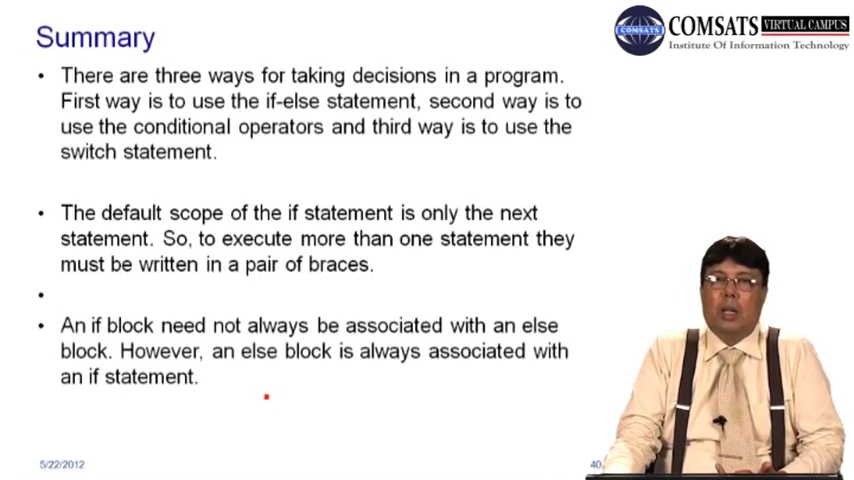 Summary
COMSATS VIRTUAL CAMPUS
COMSATS
Institute Of Information Technology
• There are three ways for taking decisions in a program.
First way is to use the if-else statement, second way is to
use the conditional operators and third way is to use the
switch statement.
• The default scope of the if statement is only the next
statement. So, to execute more than one statement they
must be written in a pair of braces.
•
• An if block need not always be associated with an else
block. However, an else block is always associated with
an if statement.
5/22/2012
40